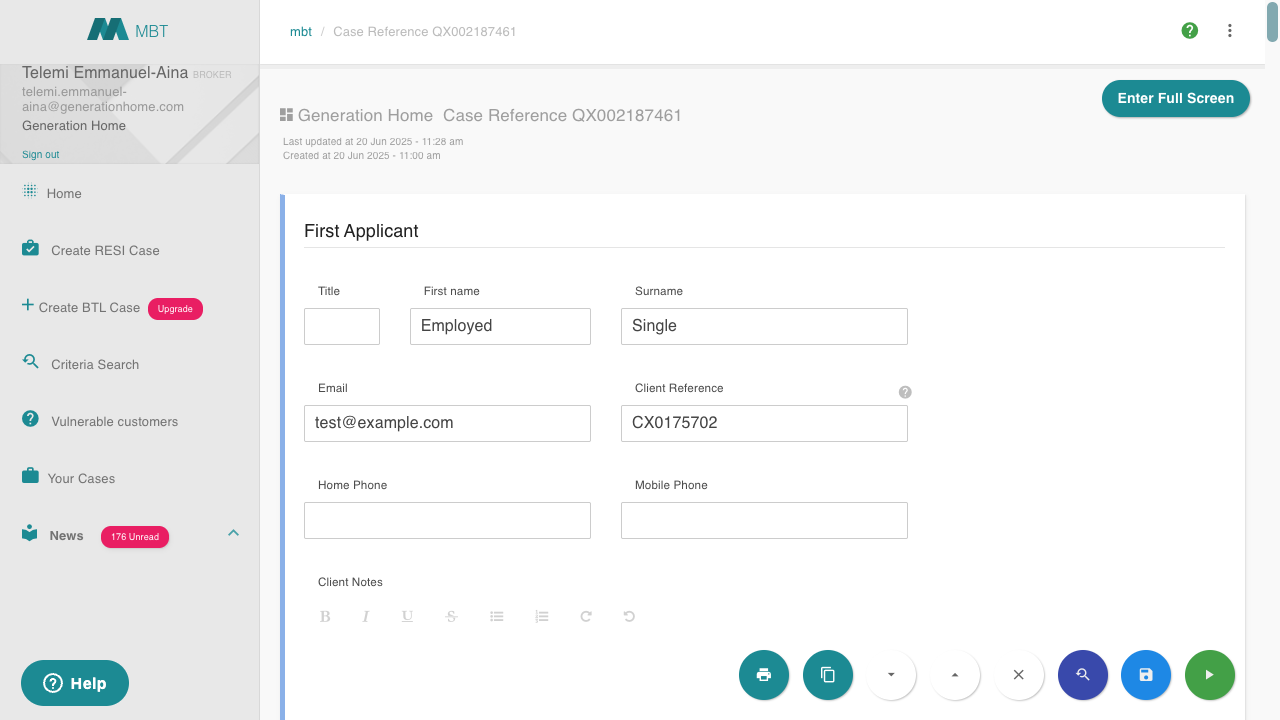 MBT
mbt / Case Reference QX002187461
Telemi Emmanuel-Aina BROKER
telemi.emmanuel-
aina@generationhome.com
Generation Home
Sign out
Home
Create RESI Case
Create BTL Case Upgrade
Criteria Search
Vulnerable customers
Your Cases
News 176 Unread
Help
Enter Full Screen
Generation Home Case Reference QX002187461
Last updated at 20 Jun 2025 - 11:28 am
Created at 20 Jun 2025 - 11:00 am
First Applicant
Title First name Surname
Employed Single
Email Client Reference
test@example.com CX0175702
Home Phone Mobile Phone
Client Notes
B I U S